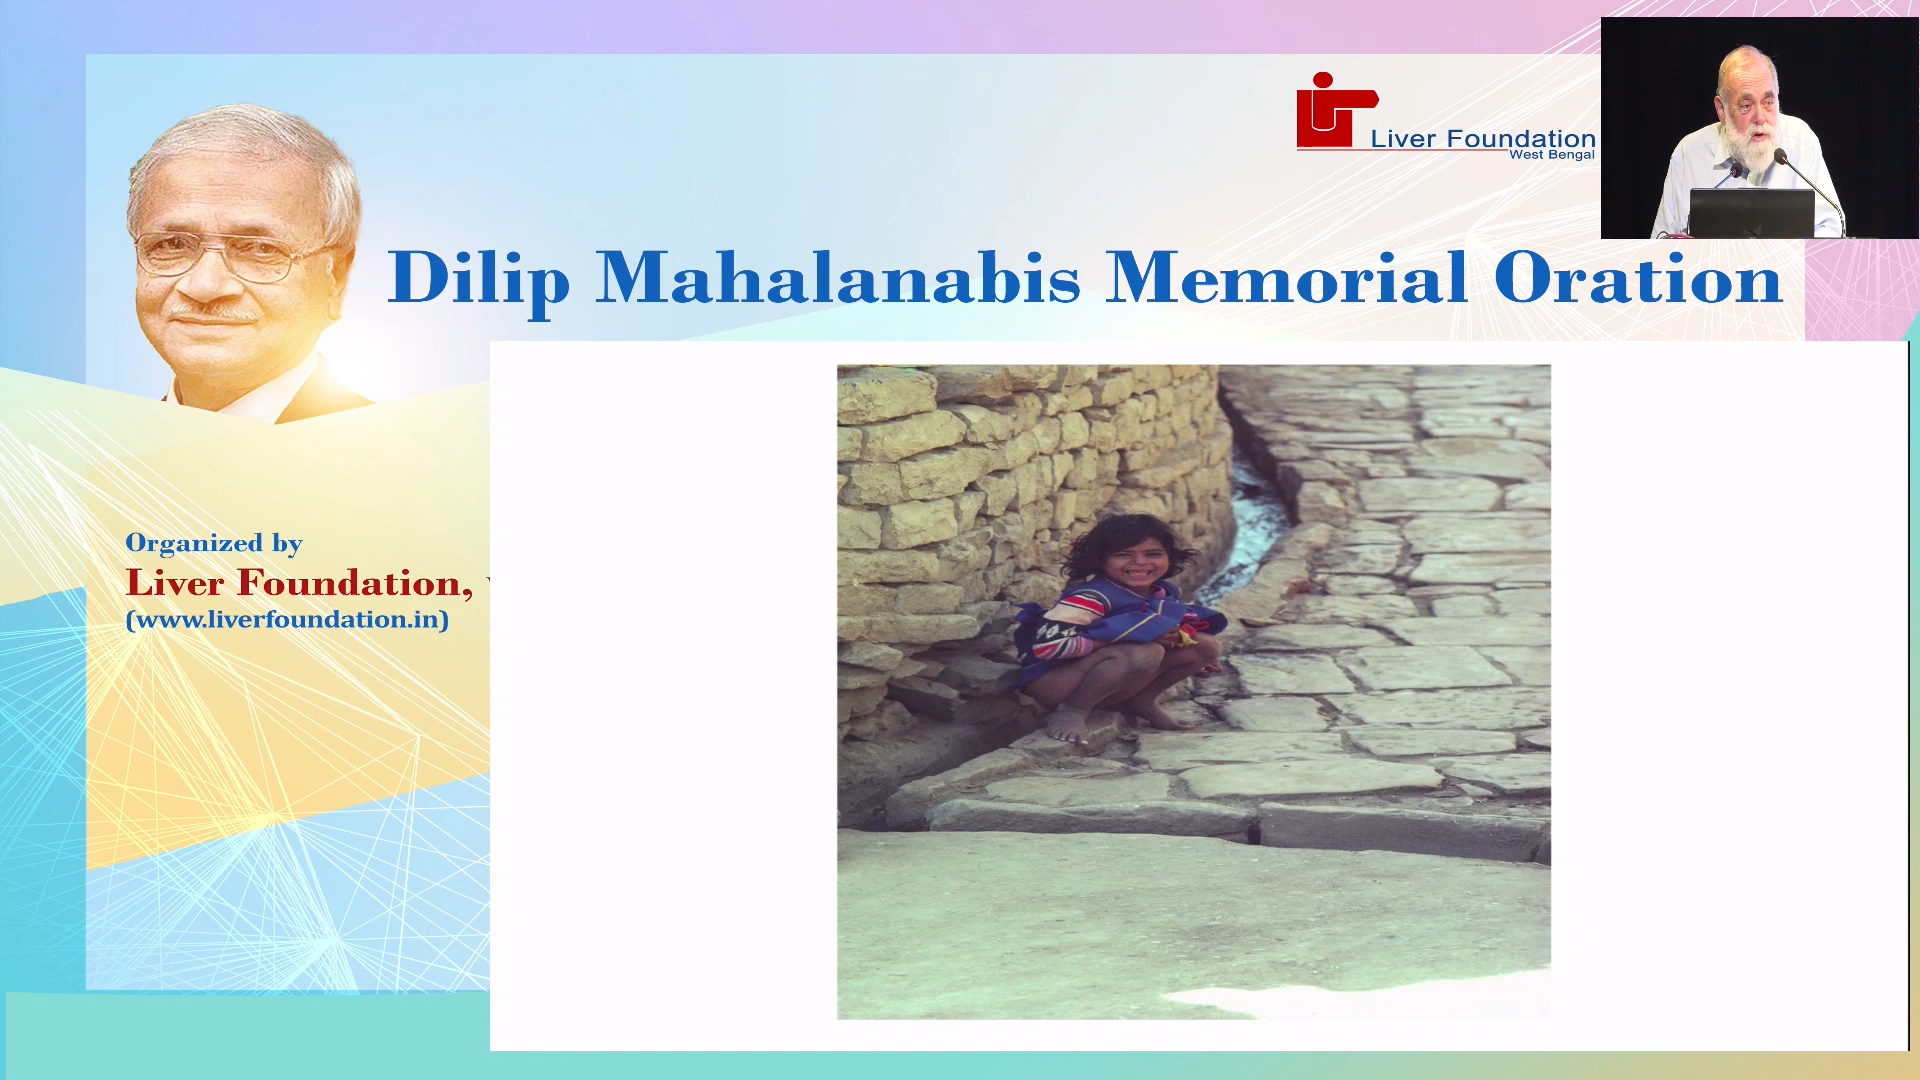 Liver Foundation
West Bengal
Dilip Mahalanabis Memorial Oration
Organized by
Liver Foundation,
(www.liverfoundation.in)